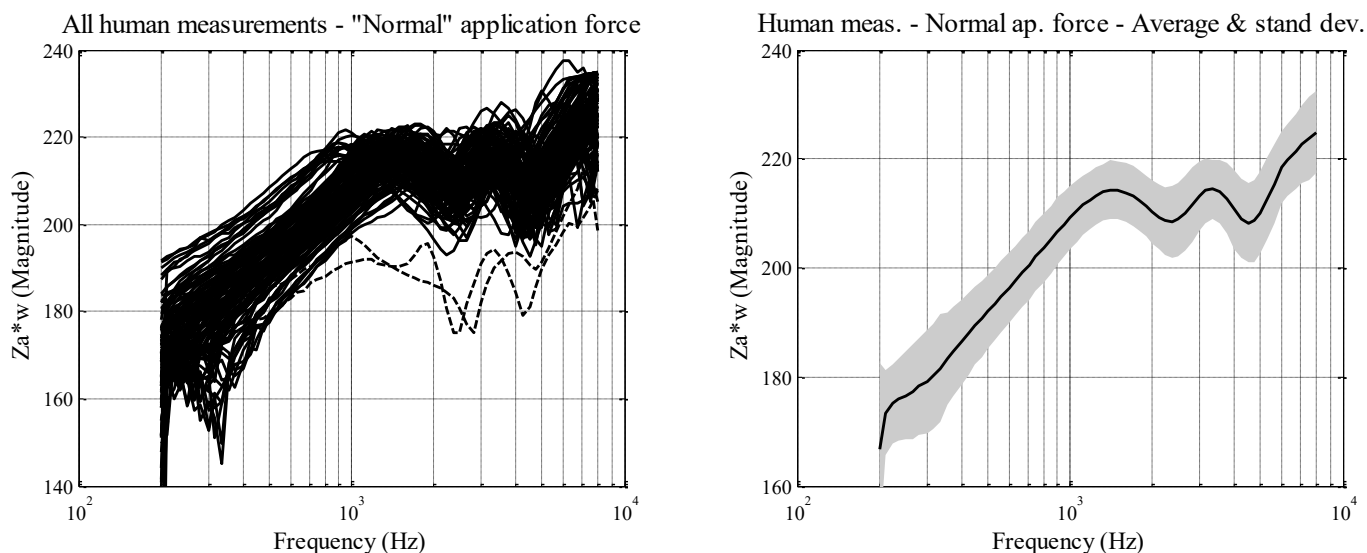 All human measurements - "Normal" application force
240
220
200
180
160
140
Za*w (Magnitude)
10²
10³
10⁴
Frequency (Hz)
Human meas. - Normal ap. force - Average & stand dev.
240
220
200
180
160
Za*w (Magnitude)
10²
10³
10⁴
Frequency (Hz)